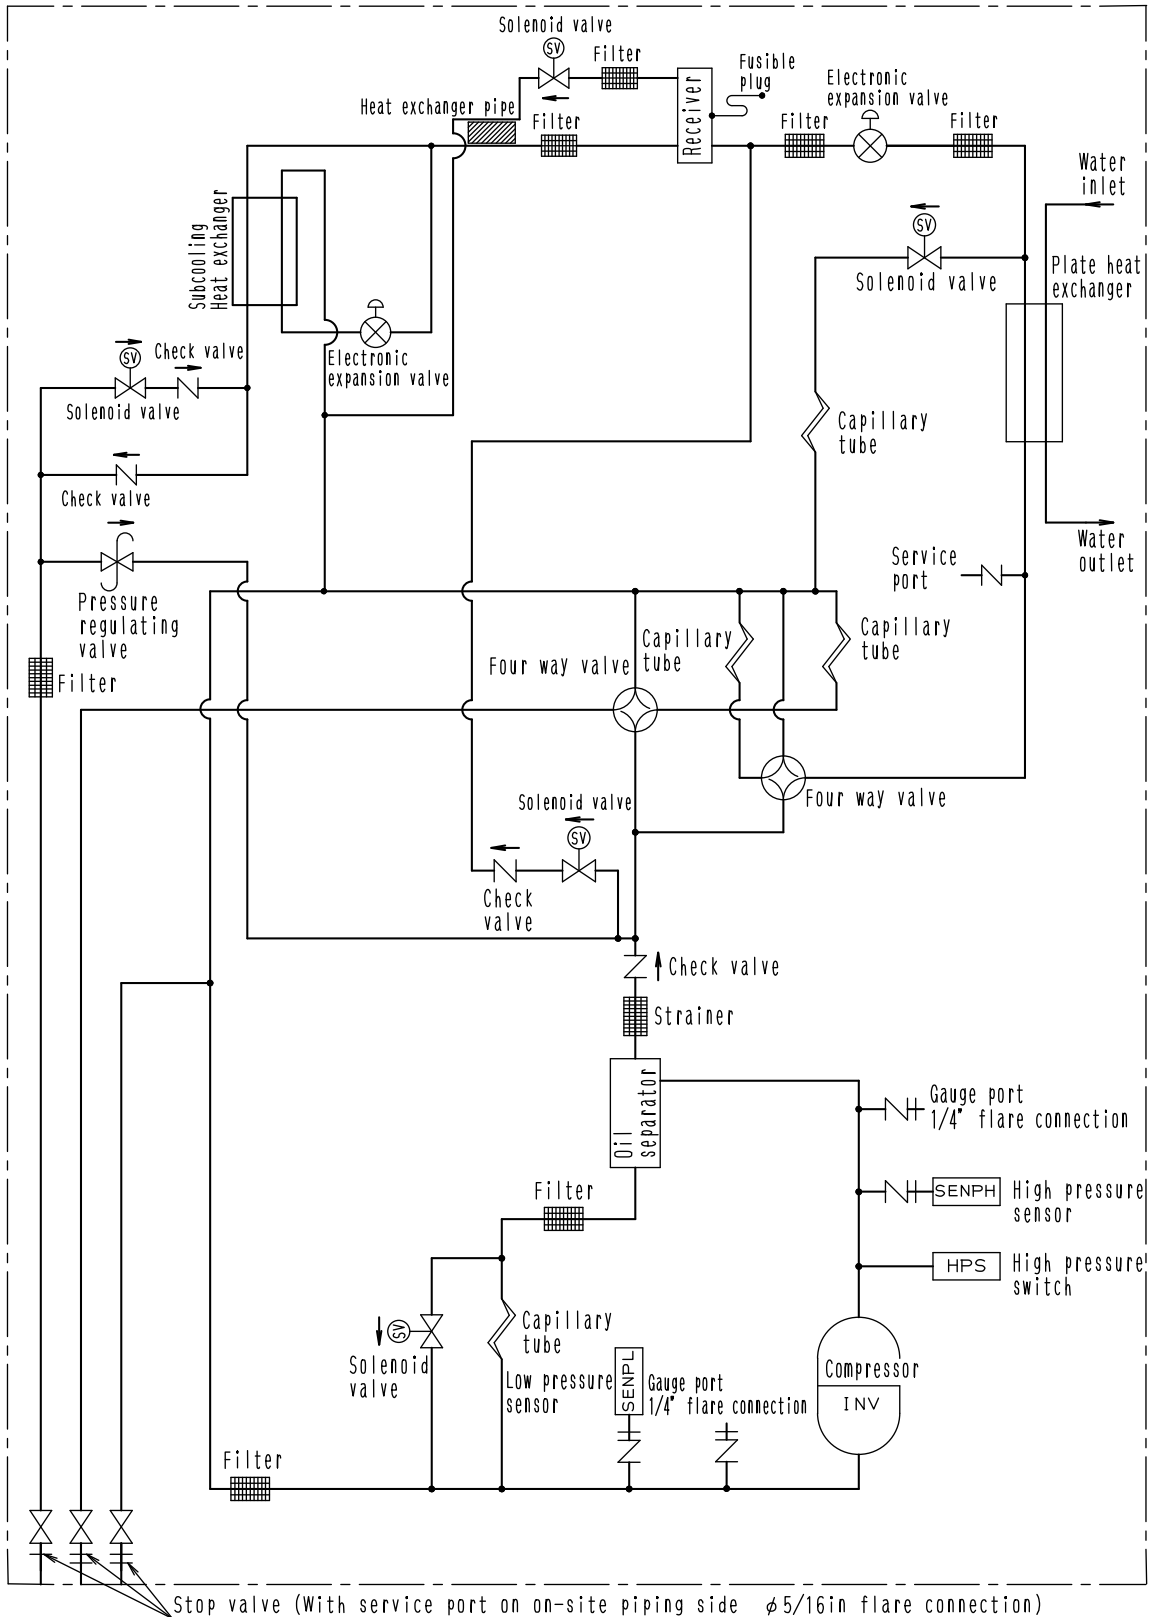 Solenoid valve
SV
Filter
Fusible
plug
Electronic
expansion valve
Heat exchanger pipe
Filter
Receiver
Filter
Filter
Water
inlet
Subcooling
Heat exchanger
SV
Solenoid valve
Plate heat
exchanger
SV
Check valve
Solenoid valve
Electronic
expansion valve
Capillary
tube
Check valve
Water
outlet
Service
port
Pressure
regulating
valve
Filter
Four way valve
Capillary
tube
Capillary
tube
Four way valve
Solenoid valve
SV
Check
valve
Check valve
Strainer
Oil
separator
Gauge port
1/4" flare connection
Filter
SENPH
High pressure
sensor
HPS
High pressure
switch
SV
Solenoid
valve
Capillary
tube
Low pressure
sensor
SENPL
Gauge port
1/4" flare connection
Compressor
INV
Filter
Stop valve (With service port on on-site piping side φ5/16in flare connection)